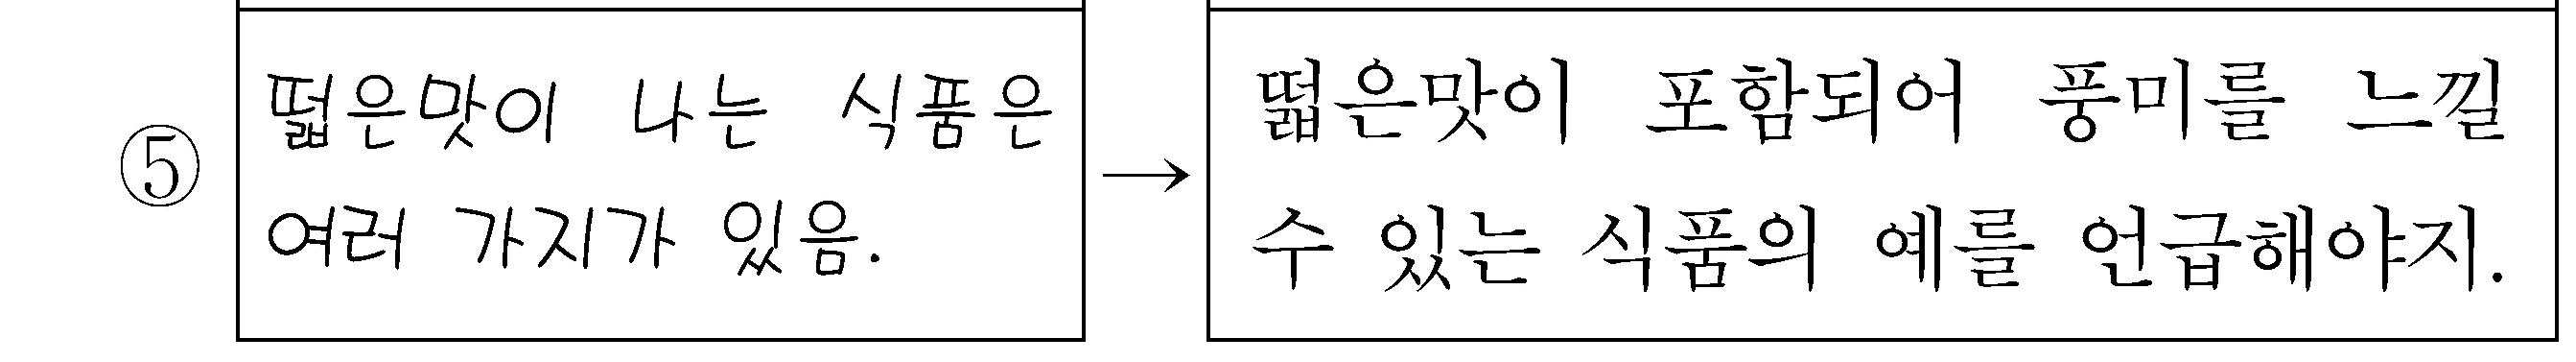 ⑤
떫은맛이 나는 식품은
여러 가지가 있음.
→
떫은맛이 포함되어 풍미를 느낄
수 있는 식품의 예를 언급해야지.